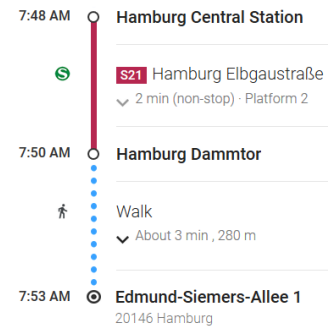 7:48 AM Hamburg Central Station
S S21 Hamburg Elbgaustraße
2 min (non-stop) · Platform 2
7:50 AM Hamburg Dammtor
Walk
About 3 min , 280 m
7:53 AM Edmund-Siemers-Allee 1
20146 Hamburg